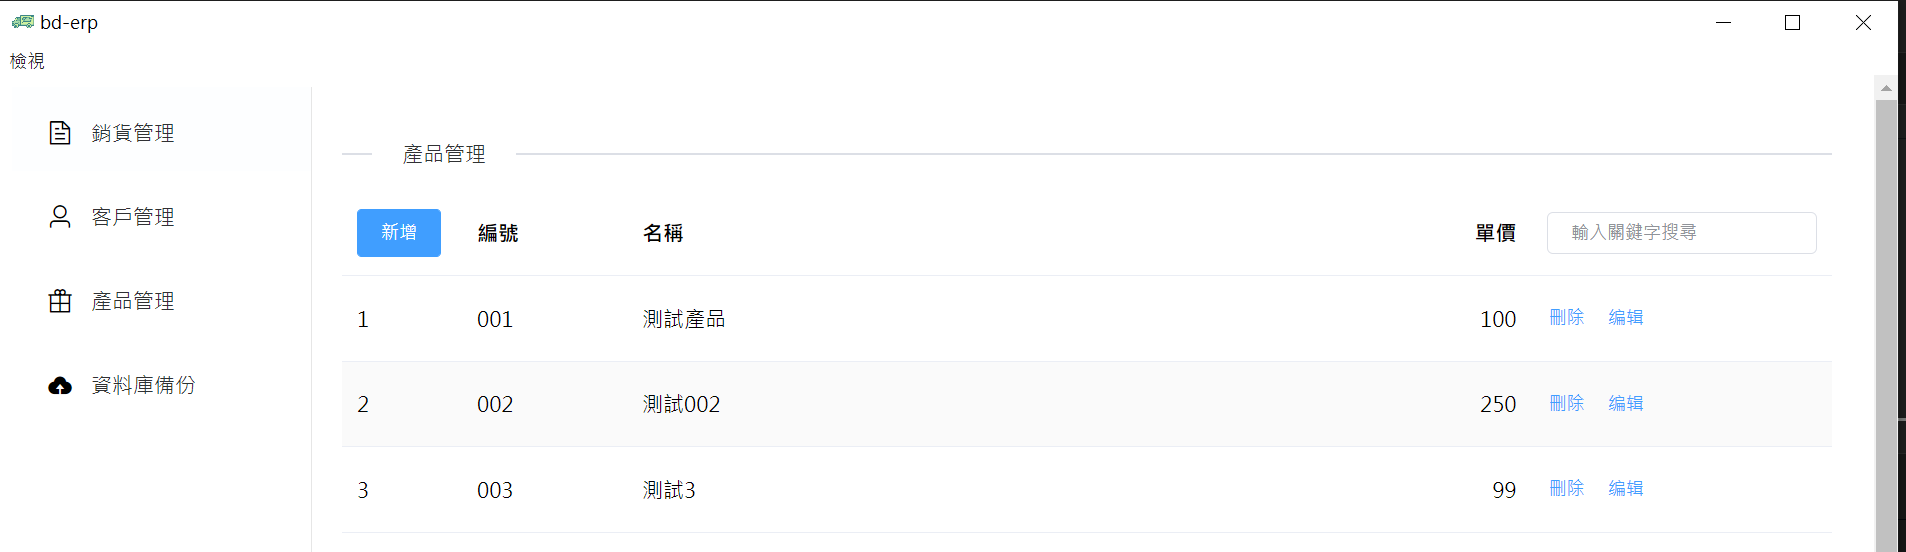 bd-erp
檢視
銷貨管理
客戶管理
產品管理
資料庫備份
產品管理
新增 編號 名稱 單價 輸入關鍵字搜尋
1 001 測試產品 100 刪除 编辑
2 002 測試002 250 刪除 编辑
3 003 測試3 99 刪除 编辑